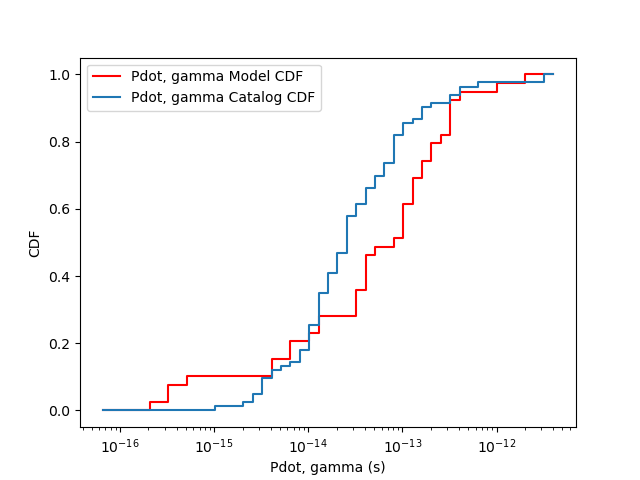 Pdot, gamma Model CDF
Pdot, gamma Catalog CDF
1.0
0.8
0.6
0.4
0.2
0.0
CDF
10⁻¹⁶ 10⁻¹⁵ 10⁻¹⁴ 10⁻¹³ 10⁻¹²
Pdot, gamma (s)